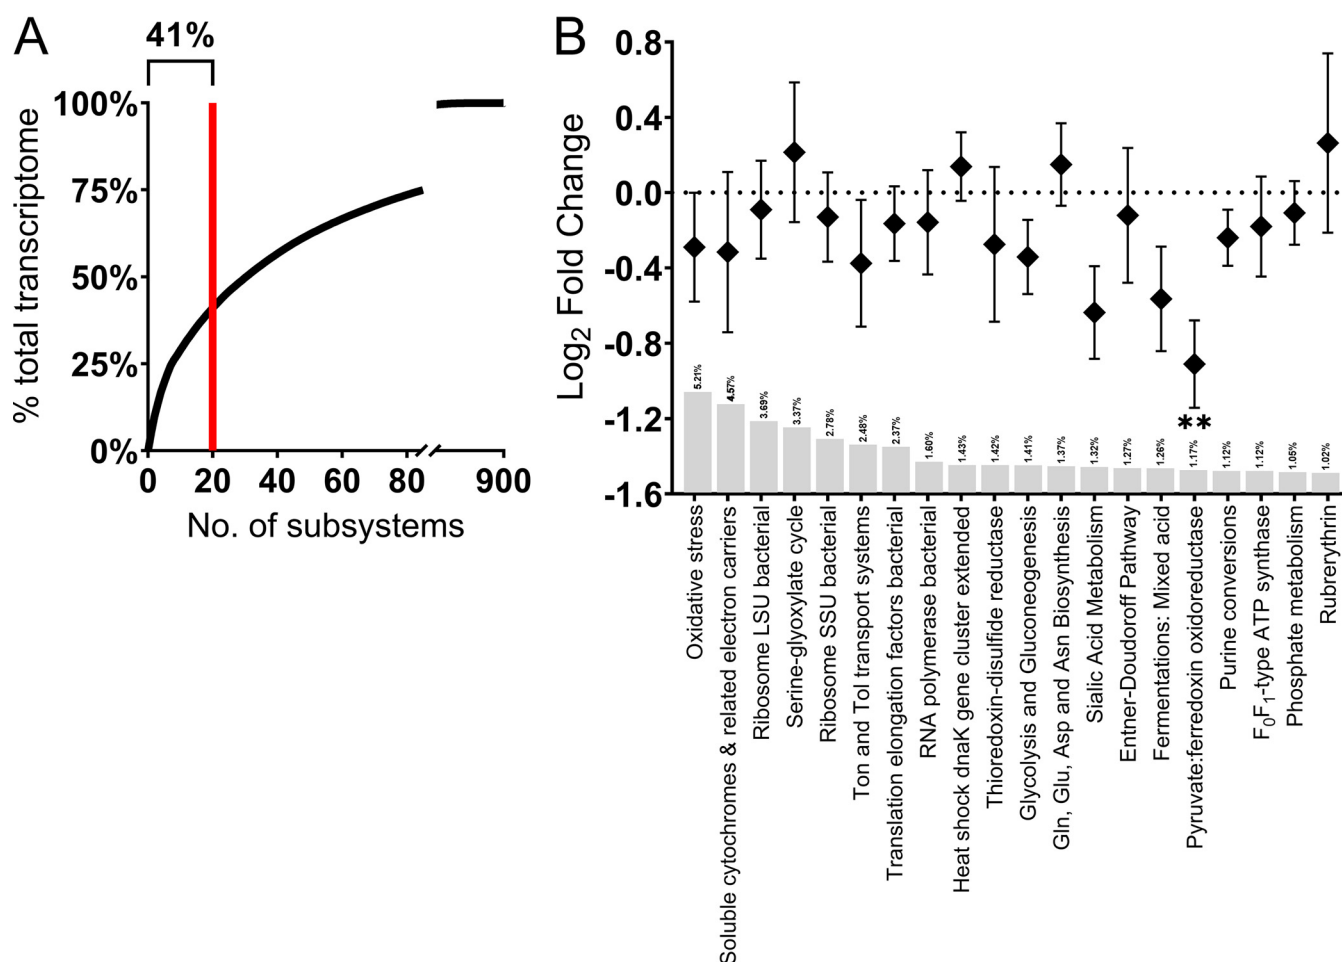 A
41%
100%
75%
50%
25%
0%
% total transcriptome
0 20 40 60 80 900
No. of subsystems
B
0.8
0.4
0.0
-0.4
-0.8
-1.2
-1.6
Log2 Fold Change
5.21%
4.57%
3.69%
3.37%
2.78%
2.48%
2.37%
1.60%
1.43%
1.42%
1.41%
1.37%
1.32%
1.27%
1.26%
1.17%
1.12%
1.12%
1.05%
1.02%
**
Oxidative stress
Soluble cytochromes & related electron carriers
Ribosome LSU bacterial
Serine-glyoxylate cycle
Ribosome SSU bacterial
Ton and Tol transport systems
Translation elongation factors bacterial
RNA polymerase bacterial
Heat shock dnaK gene cluster extended
Thioredoxin-disulfide reductase
Glycolysis and Gluconeogenesis
Gln, Glu, Asp and Asn Biosynthesis
Sialic Acid Metabolism
Entner-Doudoroff Pathway
Fermentations: Mixed acid
Pyruvate:ferredoxin oxidoreductase
Purine conversions
F0F1-type ATP synthase
Phosphate metabolism
Rubrerythrin